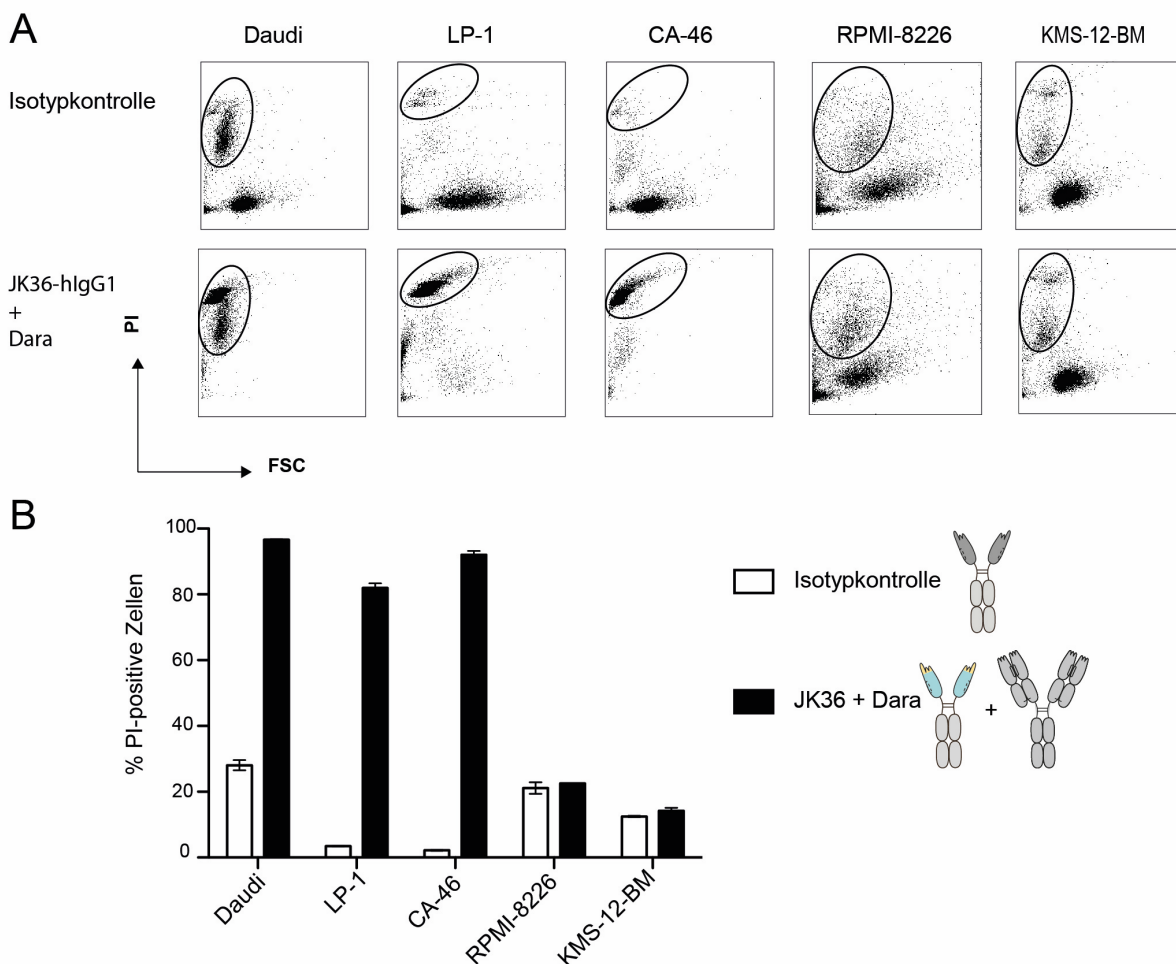 A
Daudi
LP-1
CA-46
RPMI-8226
KMS-12-BM
Isotypkontrolle
JK36-hIgG1
+
Dara
PI
FSC
B
% PI-positive Zellen
100
80
60
40
20
0
Daudi
LP-1
CA-46
RPMI-8226
KMS-12-BM
Isotypkontrolle
JK36 + Dara
+